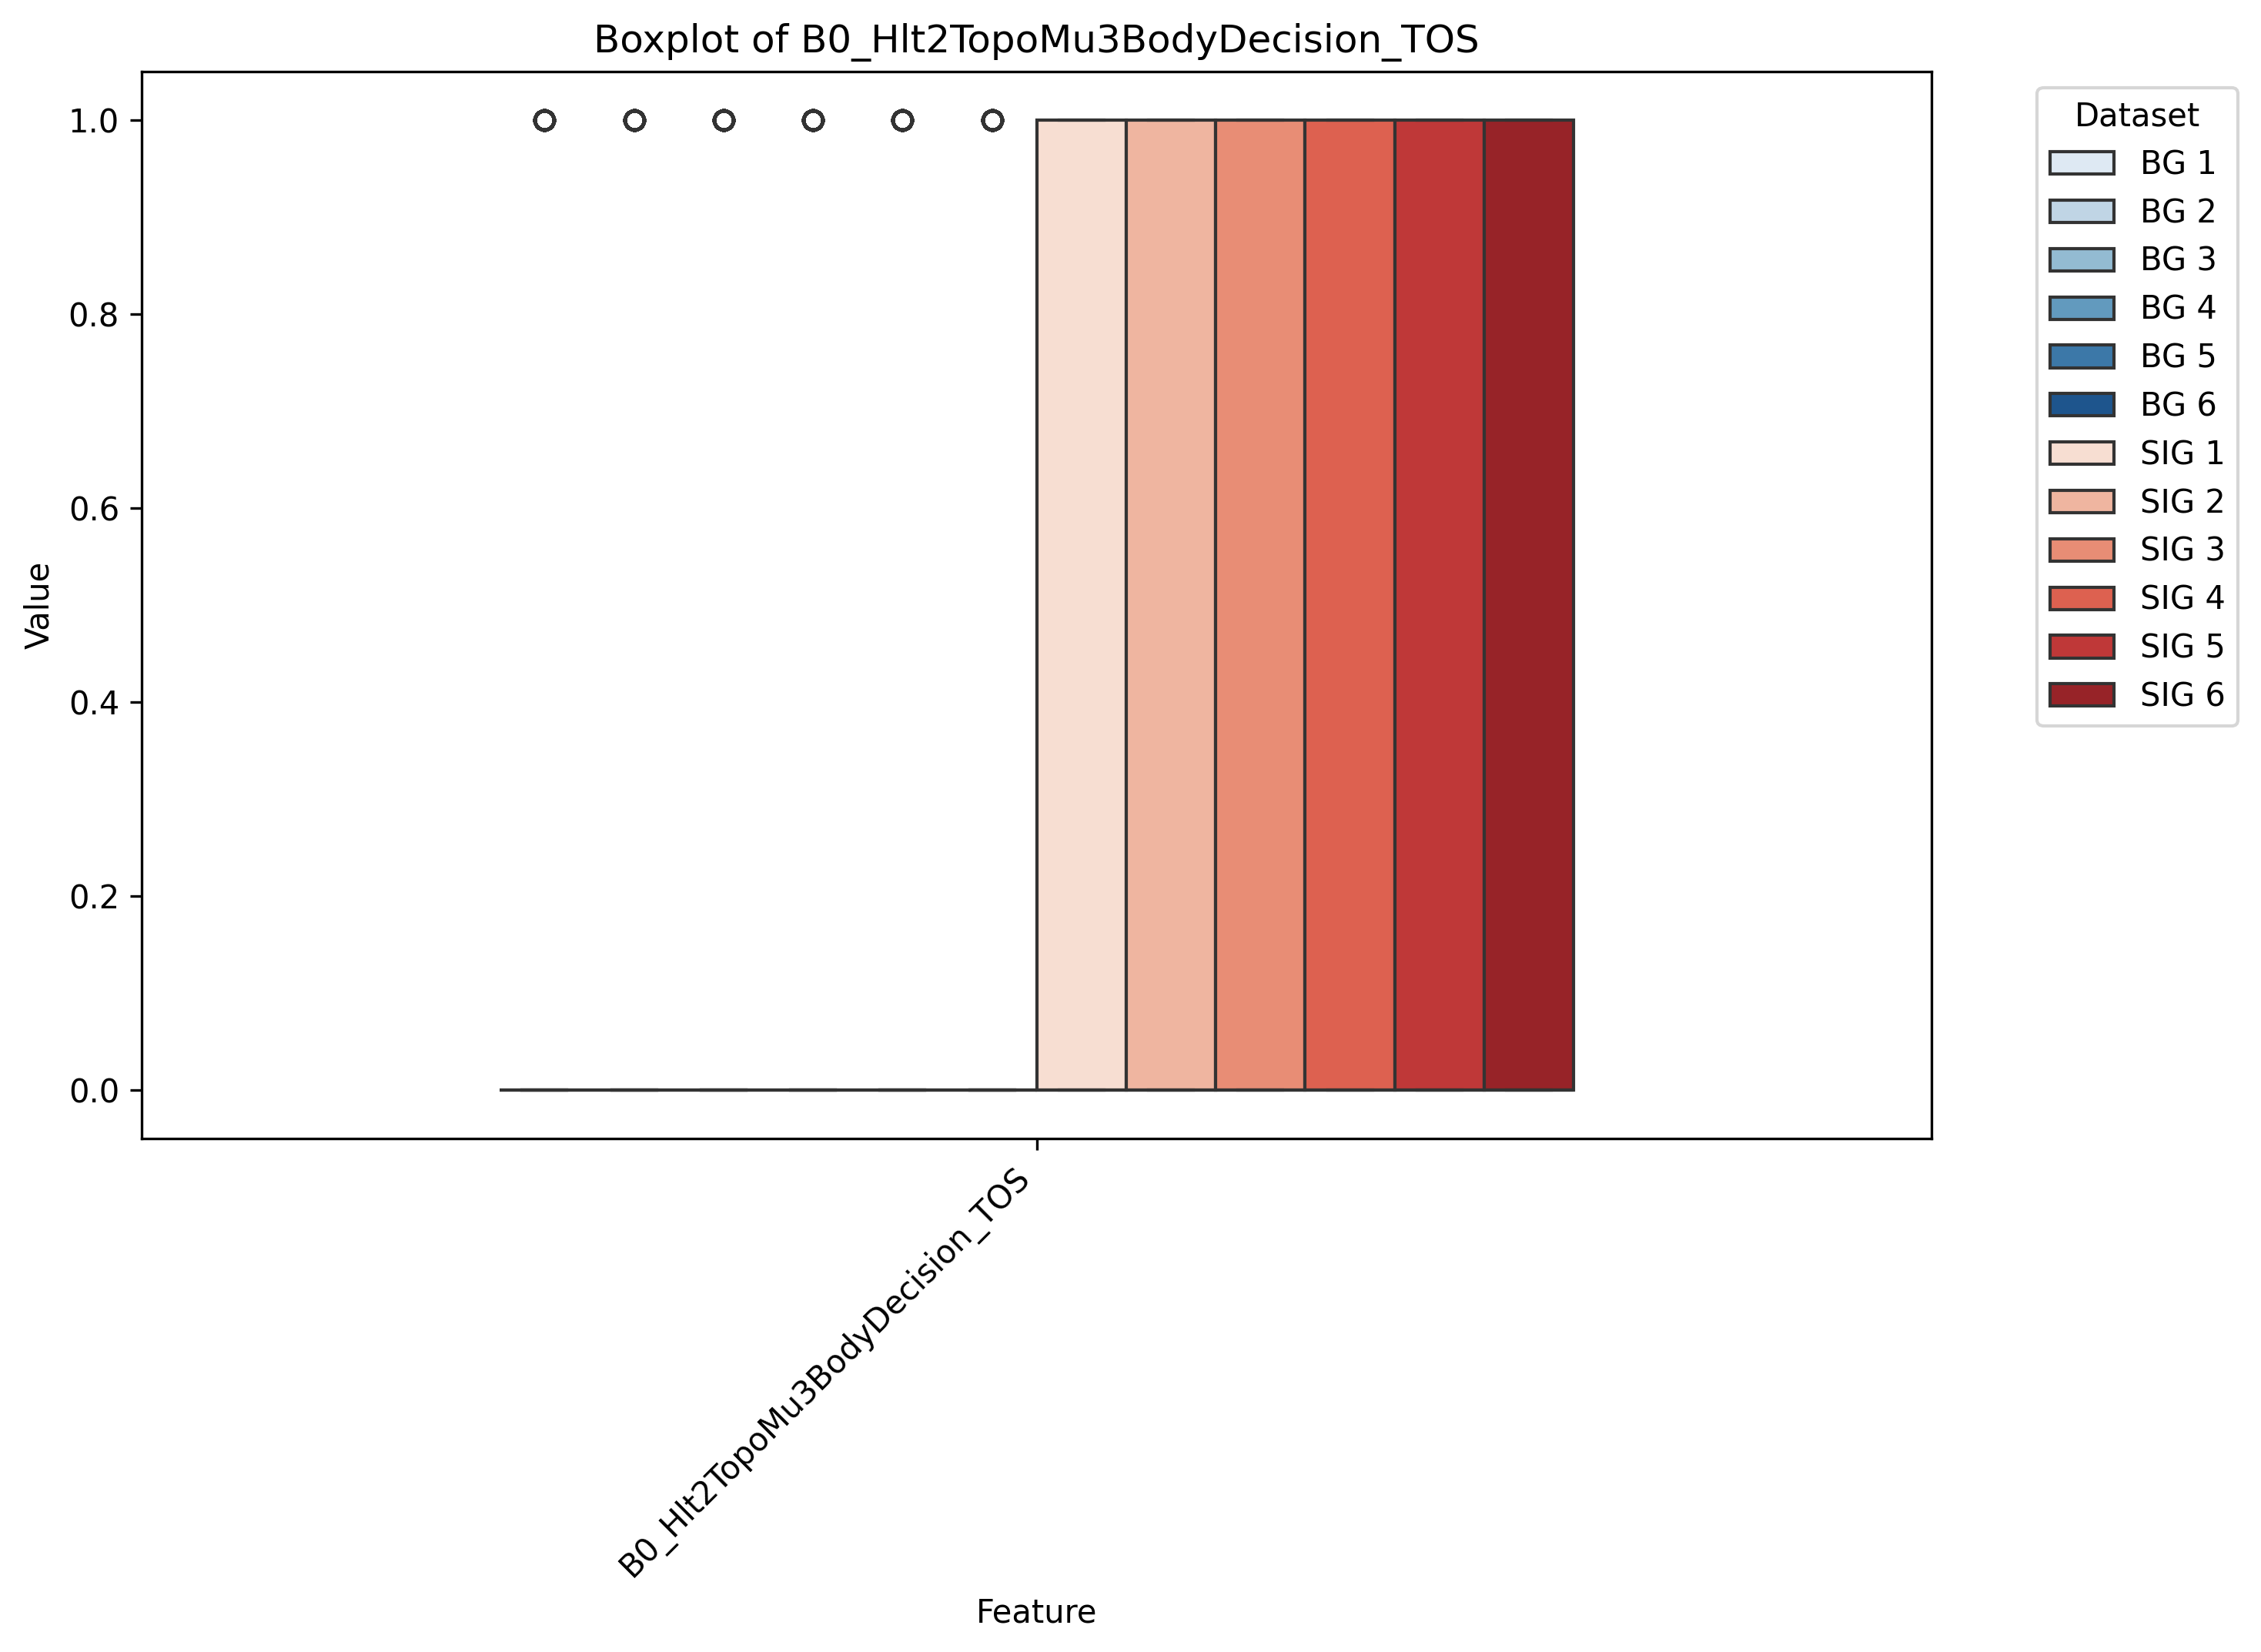 Boxplot of B0_Hlt2TopoMu3BodyDecision_TOS
Value
1.0
0.8
0.6
0.4
0.2
0.0
B0_Hlt2TopoMu3BodyDecision_TOS
Feature
Dataset
BG 1
BG 2
BG 3
BG 4
BG 5
BG 6
SIG 1
SIG 2
SIG 3
SIG 4
SIG 5
SIG 6